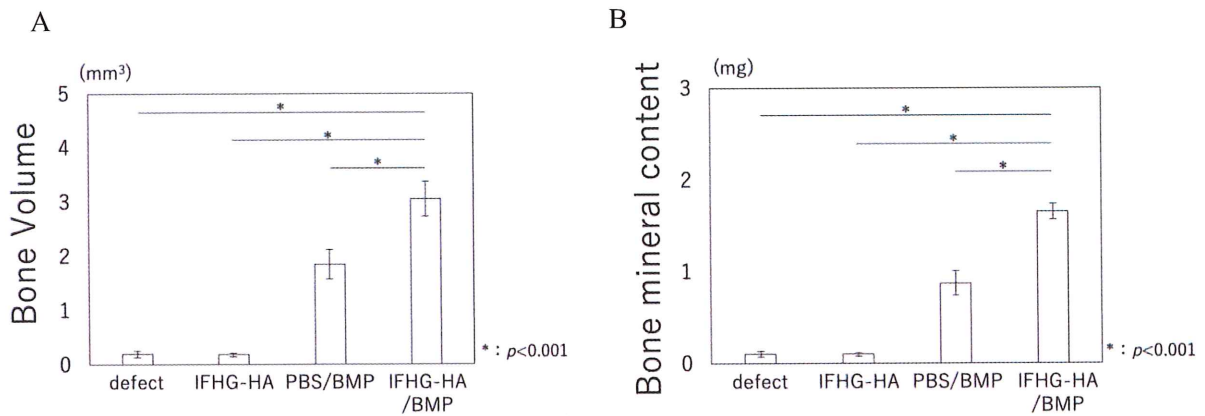 A
Bone Volume
(mm³)
5
4
3
2
1
0
*
*
*
defect
IFHG-HA
PBS/BMP
IFHG-HA
/BMP
* : p<0.001
B
Bone mineral content
(mg)
3
2
1
0
*
*
*
defect
IFHG-HA
PBS/BMP
IFHG-HA
/BMP
* : p<0.001